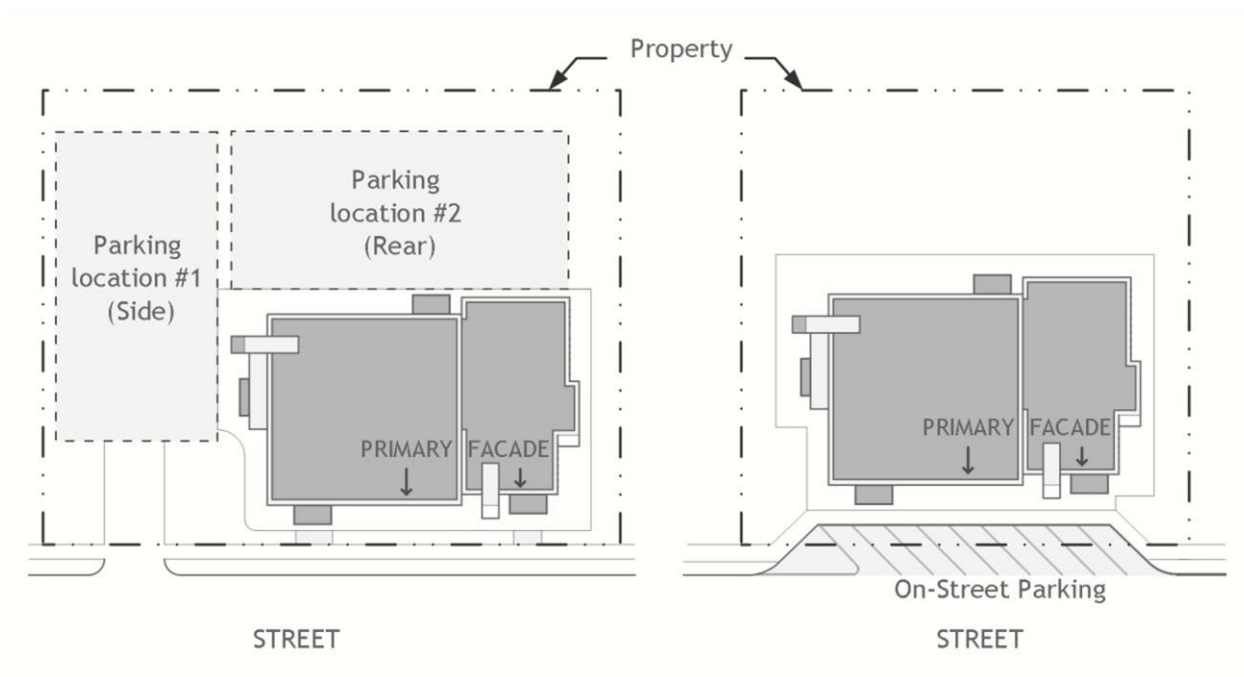 Property
Parking
location #1
(Side)
Parking
location #2
(Rear)
PRIMARY FACADE
PRIMARY FACADE
On-Street Parking
STREET
STREET